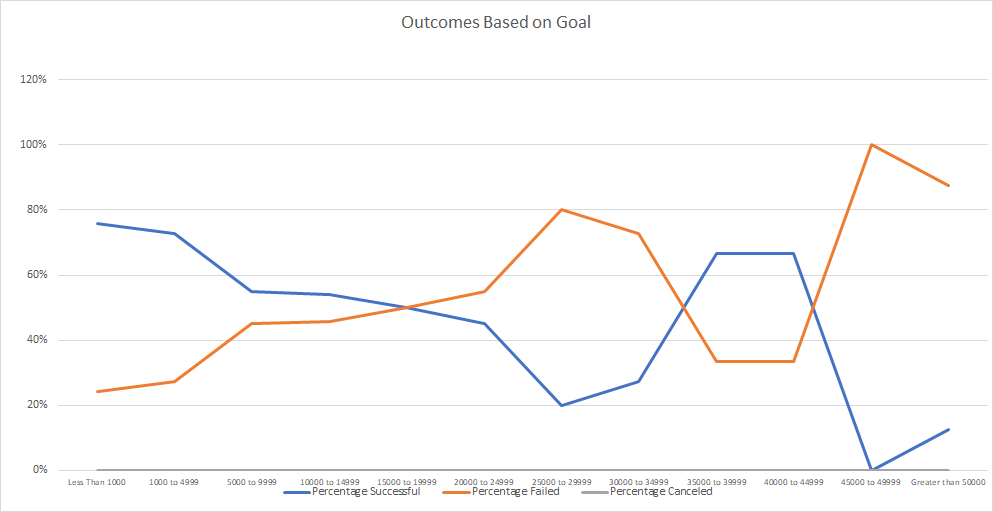 Outcomes Based on Goal
120%
100%
80%
60%
40%
20%
0%
Less Than 1000 1000 to 4999 5000 to 9999 10000 to 14999 15000 to 19999 20000 to 24999 25000 to 29999 30000 to 34999 35000 to 39999 40000 to 44999 45000 to 49999 Greater than 50000
Percentage Successful Percentage Failed Percentage Canceled